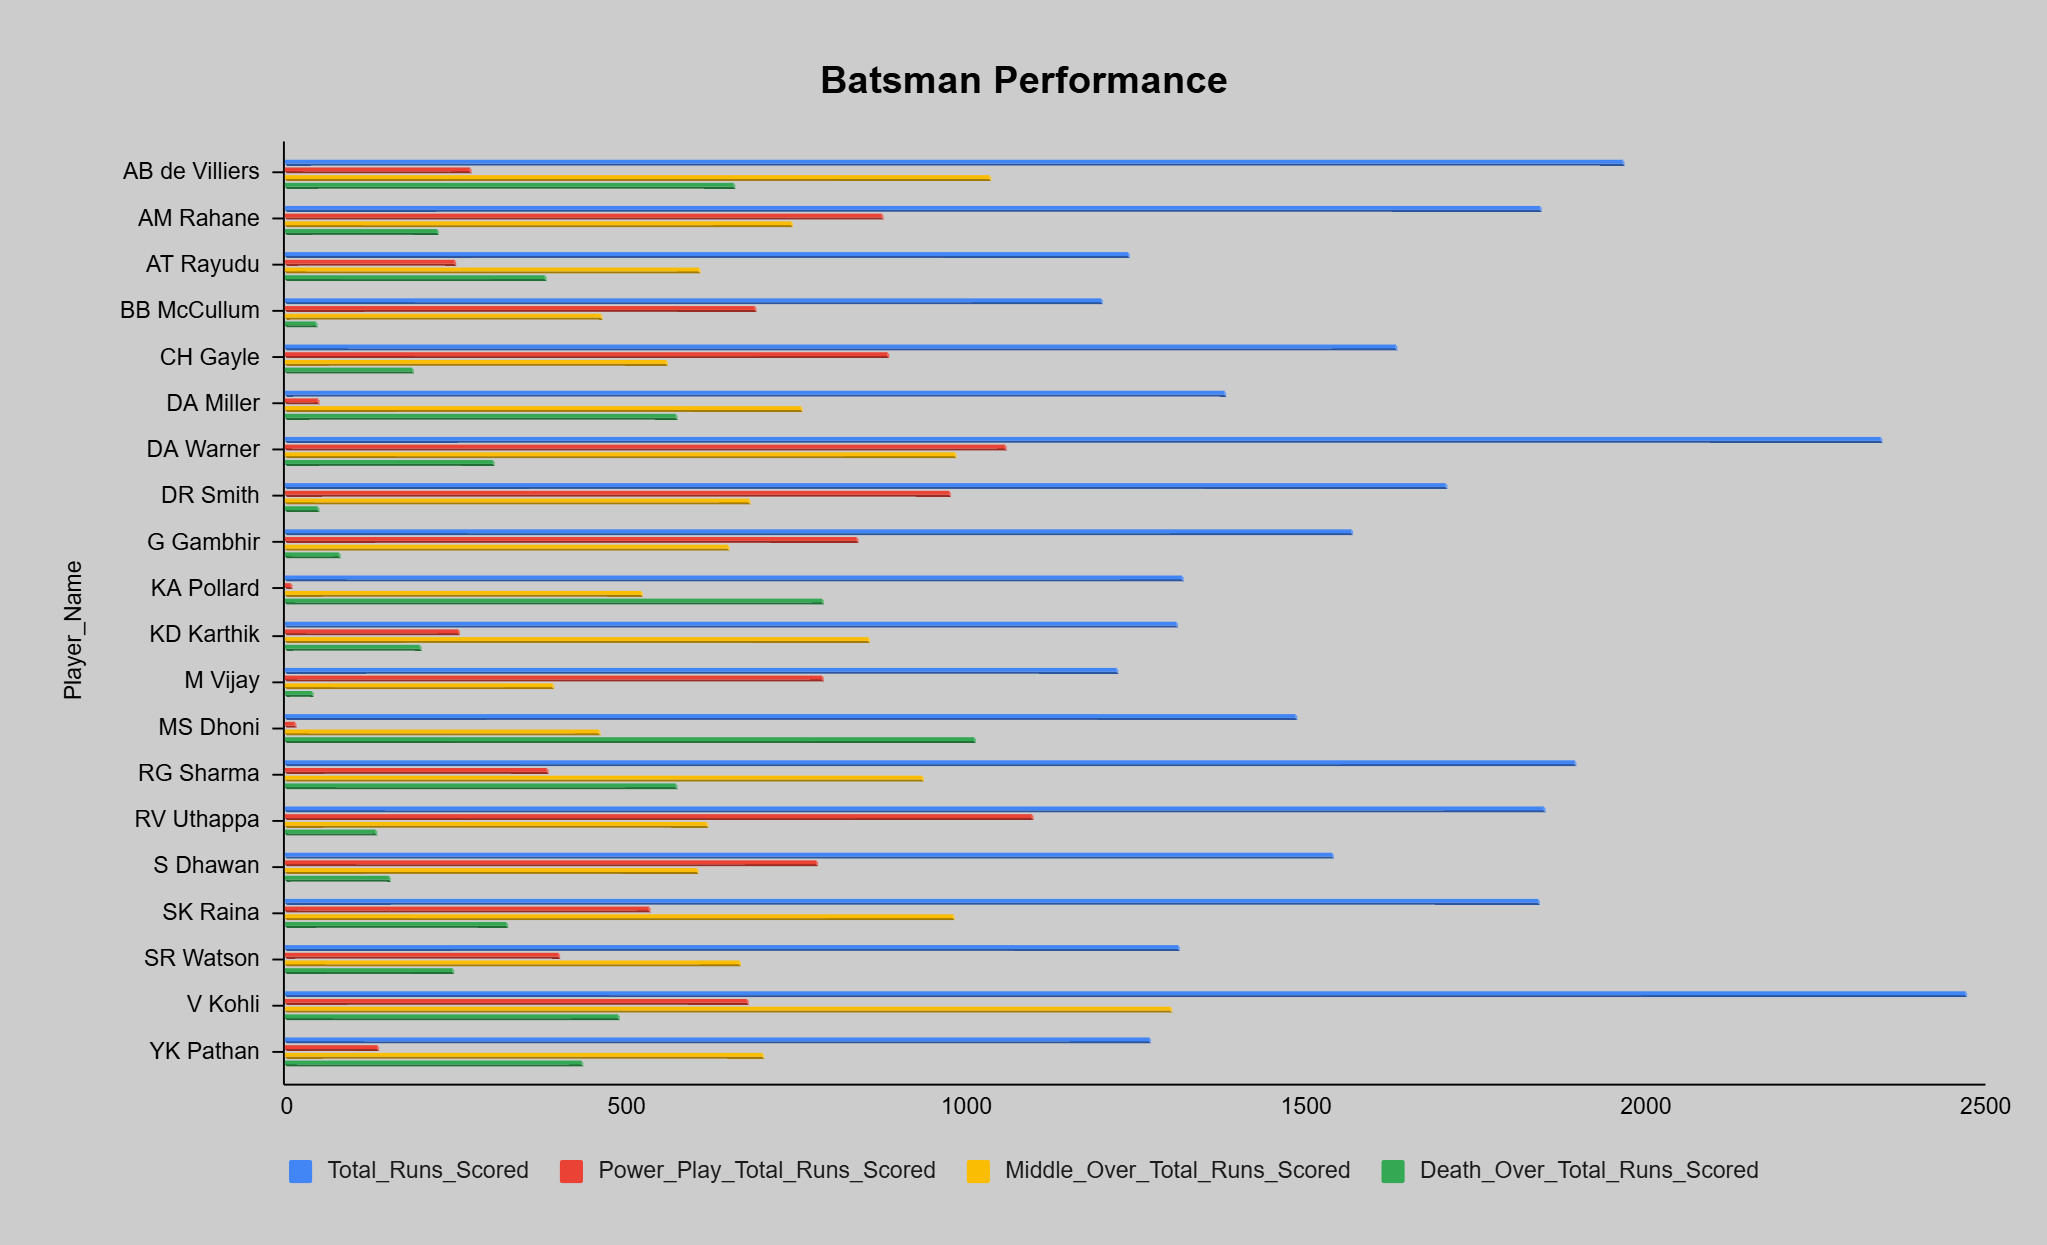 Batsman Performance
Player_Name
AB de Villiers
AM Rahane
AT Rayudu
BB McCullum
CH Gayle
DA Miller
DA Warner
DR Smith
G Gambhir
KA Pollard
KD Karthik
M Vijay
MS Dhoni
RG Sharma
RV Uthappa
S Dhawan
SK Raina
SR Watson
V Kohli
YK Pathan
0 500 1000 1500 2000 2500
Total_Runs_Scored Power_Play_Total_Runs_Scored Middle_Over_Total_Runs_Scored Death_Over_Total_Runs_Scored